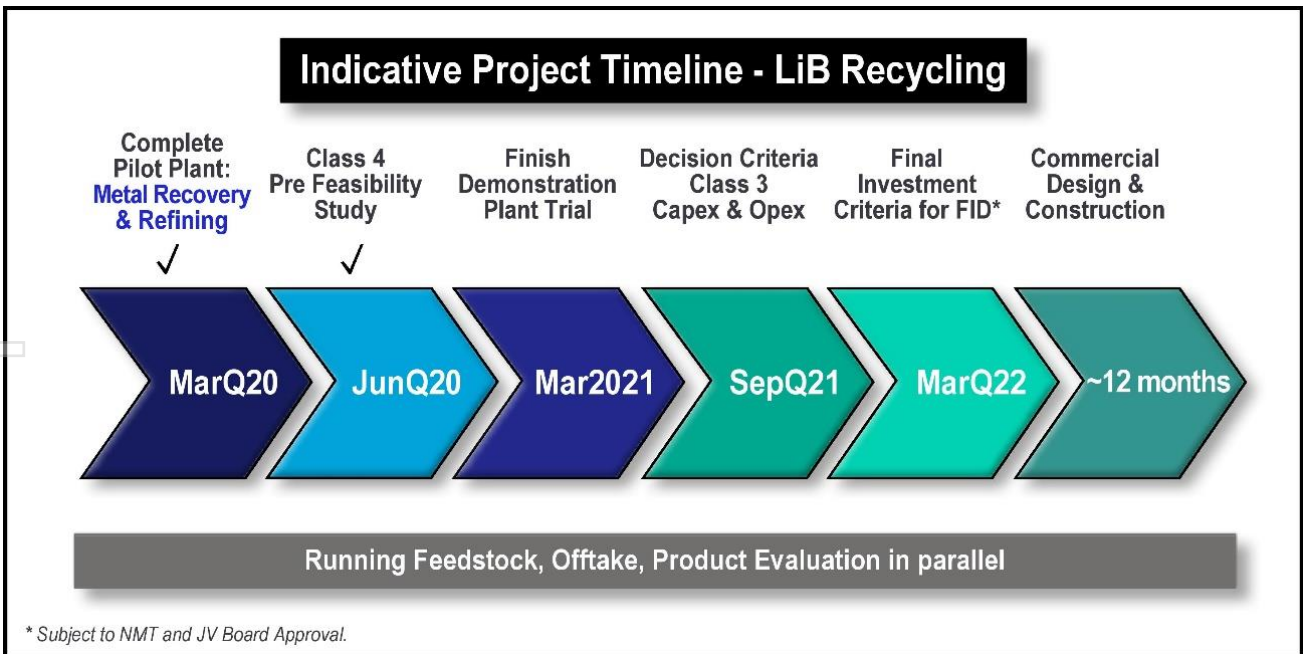 Indicative Project Timeline - LiB Recycling
Complete
Pilot Plant:
Metal Recovery
& Refining
✓
Class 4
Pre Feasibility
Study
✓
Finish
Demonstration
Plant Trial
Decision Criteria
Class 3
Capex & Opex
Final
Investment
Criteria for FID*
Commercial
Design &
Construction
MarQ20
JunQ20
Mar2021
SepQ21
MarQ22
~12 months
Running Feedstock, Offtake, Product Evaluation in parallel
* Subject to NMT and JV Board Approval.